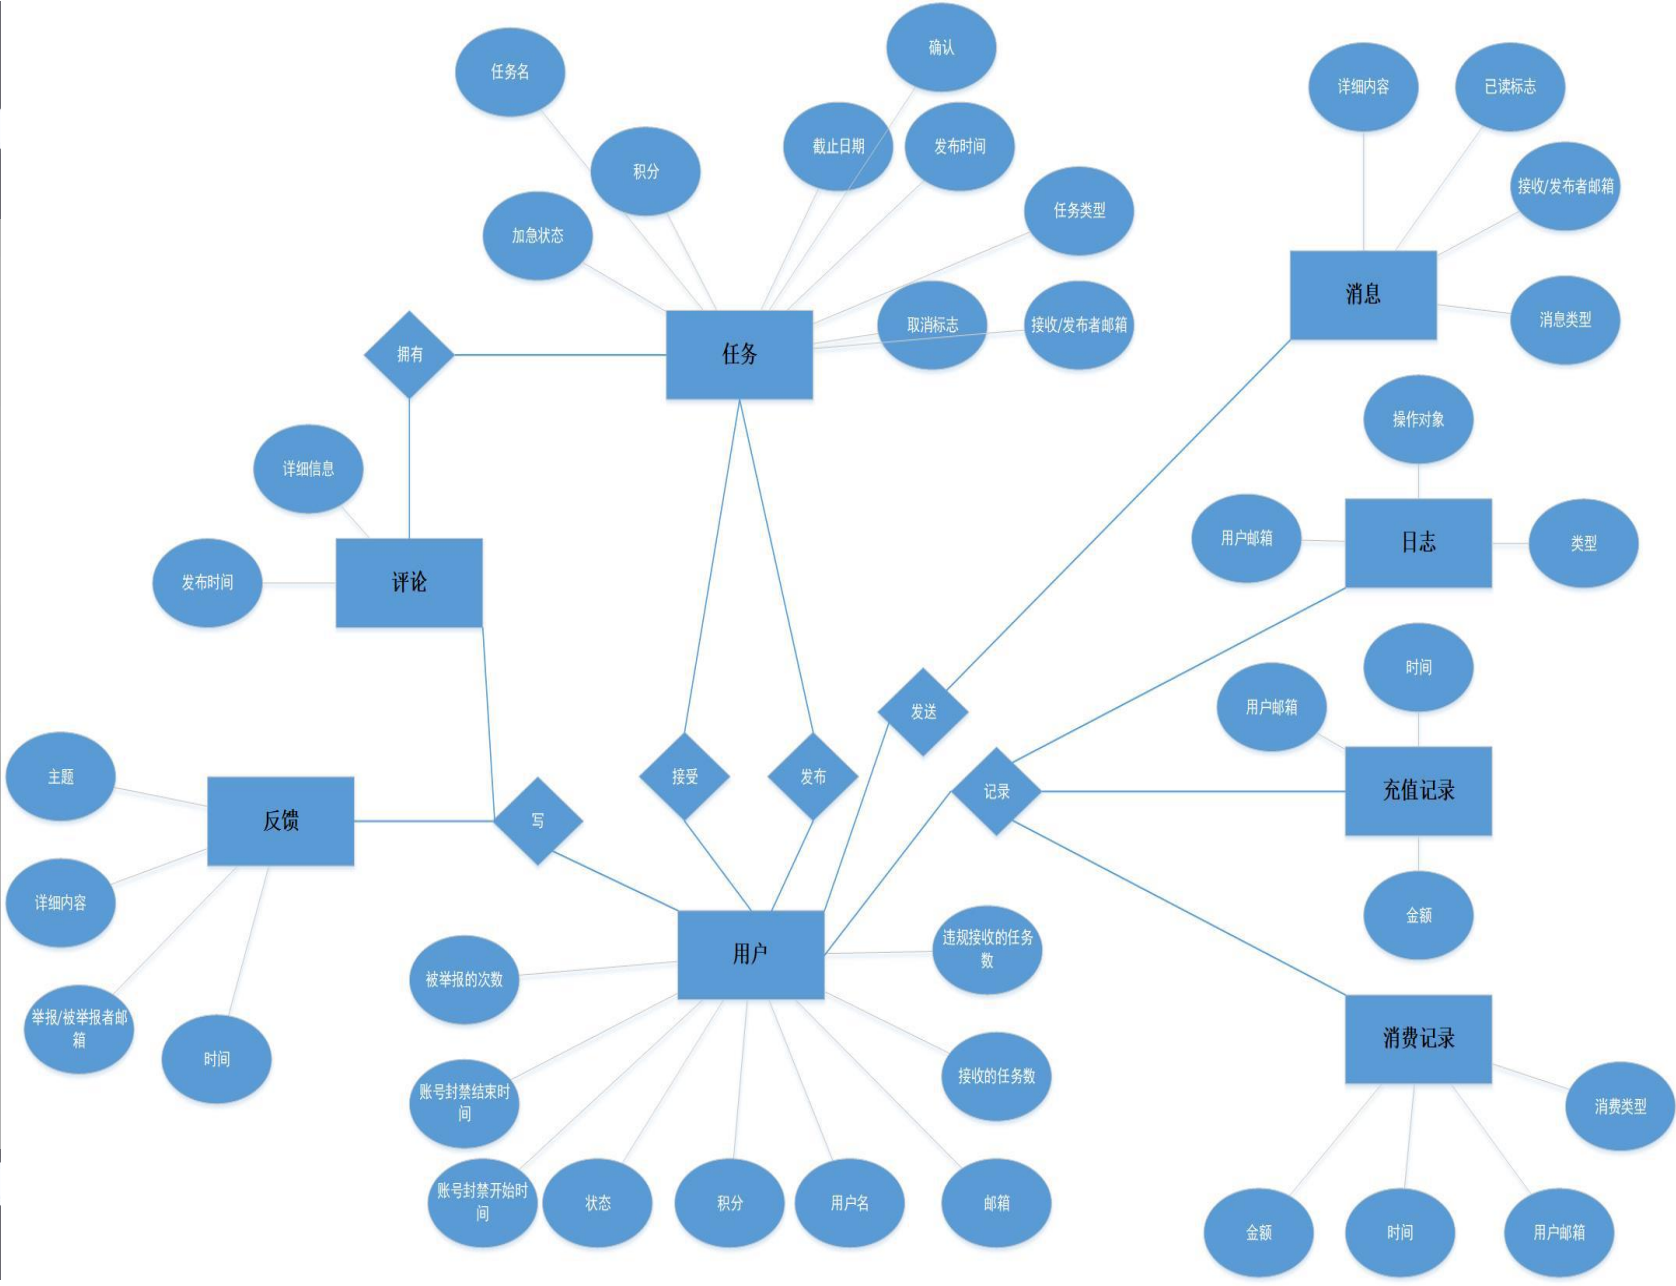 确认
任务名
详细内容
已读标志
截止日期
发布时间
积分
接收/发布者邮箱
任务类型
加急状态
消息
消息类型
取消标志
接收/发布者邮箱
拥有
任务
操作对象
详细信息
用户邮箱
日志
类型
评论
发布时间
时间
用户邮箱
发送
主题
接受
发布
记录
充值记录
反馈
写
详细内容
金额
违规接收的任务
数
用户
被举报的次数
举报/被举报者邮
箱
消费记录
时间
接收的任务数
账号封禁结束时
间
消费类型
账号封禁开始时
间
状态
积分
用户名
邮箱
金额
时间
用户邮箱